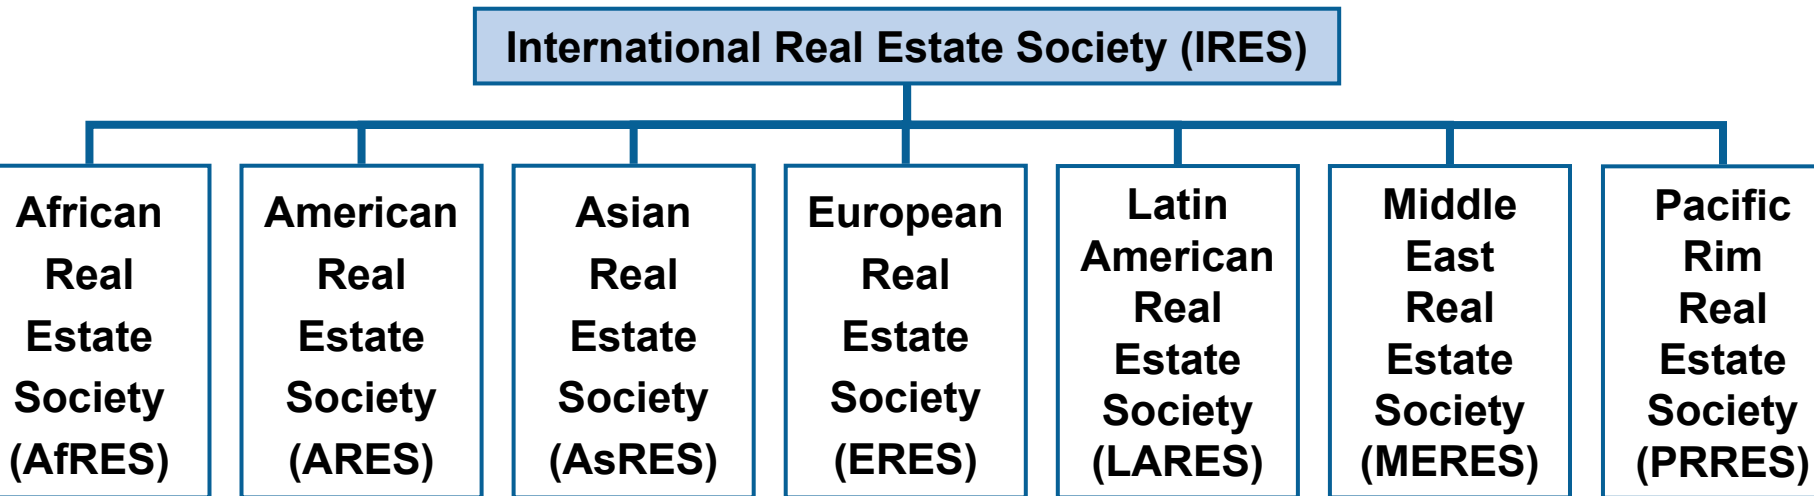 International Real Estate Society (IRES)
African
Real
Estate
Society
(AfRES)
American
Real
Estate
Society
(ARES)
Asian
Real
Estate
Society
(AsRES)
European
Real
Estate
Society
(ERES)
Latin
American
Real
Estate
Society
(LARES)
Middle
East
Real
Estate
Society
(MERES)
Pacific
Rim
Real
Estate
Society
(PRRES)